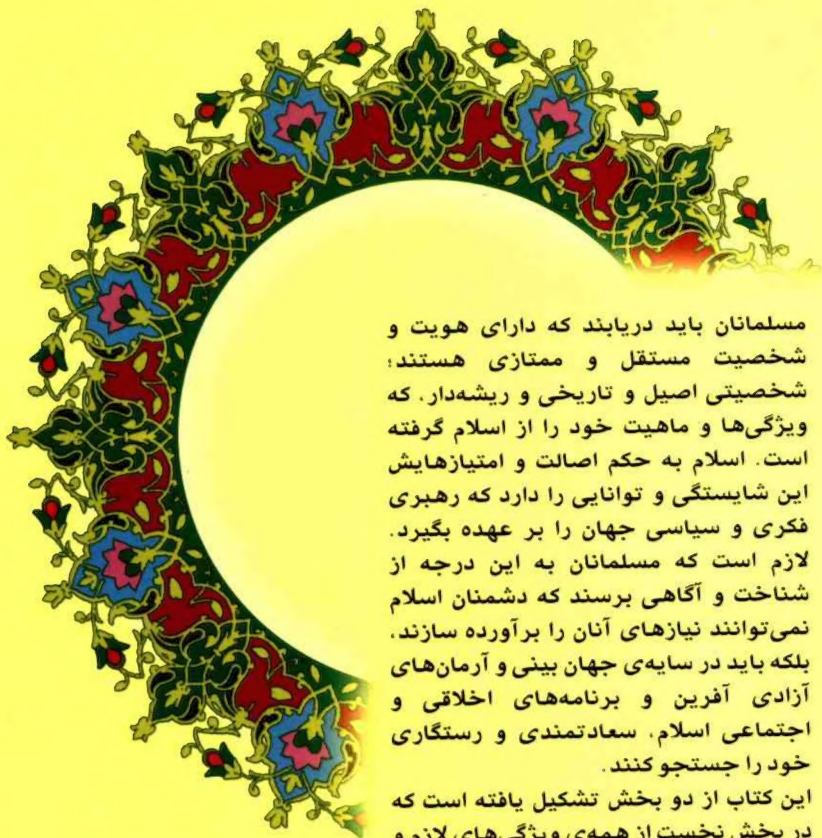 مسلمانان باید دریابند که دارای هویت و
شخصیت مستقل و ممتازی هستند؛
شخصیتی اصیل و تاریخی و ریشه‌دار، که
ویژگی‌ها و ماهیت خود را از اسلام گرفته
است. اسلام به حکم اصالت و امتیازهایش
این شایستگی و توانایی را دارد که رهبری
فکری و سیاسی جهان را بر عهده بگیرد.
لازم است که مسلمانان به این درجه از
شناخت و آگاهی برسند که دشمنان اسلام
نمی‌توانند نیازهای آنان را برآورده سازند،
بلکه باید در سایه‌ی جهان بینی و آرمان‌های
آزادی آفرین و برنامه‌های اخلاقی و
اجتماعی اسلام، سعادتمندی و رستگاری
خود را جستجو کنند.
این کتاب از دو بخش تشکیل یافته است که
در بخش نخست از همه‌ی ویژگی‌های لازم و